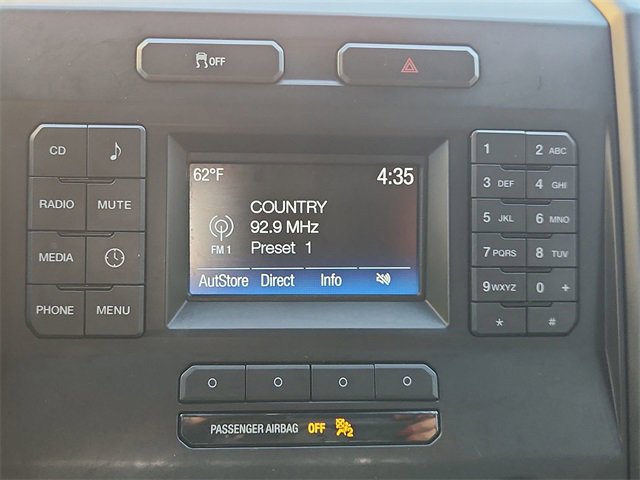 OFF
CD
RADIO MUTE
MEDIA
PHONE MENU
62°F 4:35
COUNTRY
92.9 MHz
FM 1 Preset 1
AutStore Direct Info
1 2 ABC
3 DEF 4 GHI
5 JKL 6 MNO
7 PQRS 8 TUV
9 WXYZ 0 +
* #
PASSENGER AIRBAG OFF 2